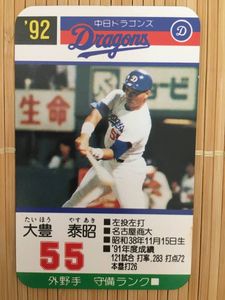 '92
中日ドラゴンズ
Dragons
D
生命
たいほう やすあき
大豊 泰昭
55
■左投左打
■名古屋商大
■昭和38年11月15日生
■'91年度成績
121試合 打率.283 打点72
本塁打26
外野手 守備ランク■